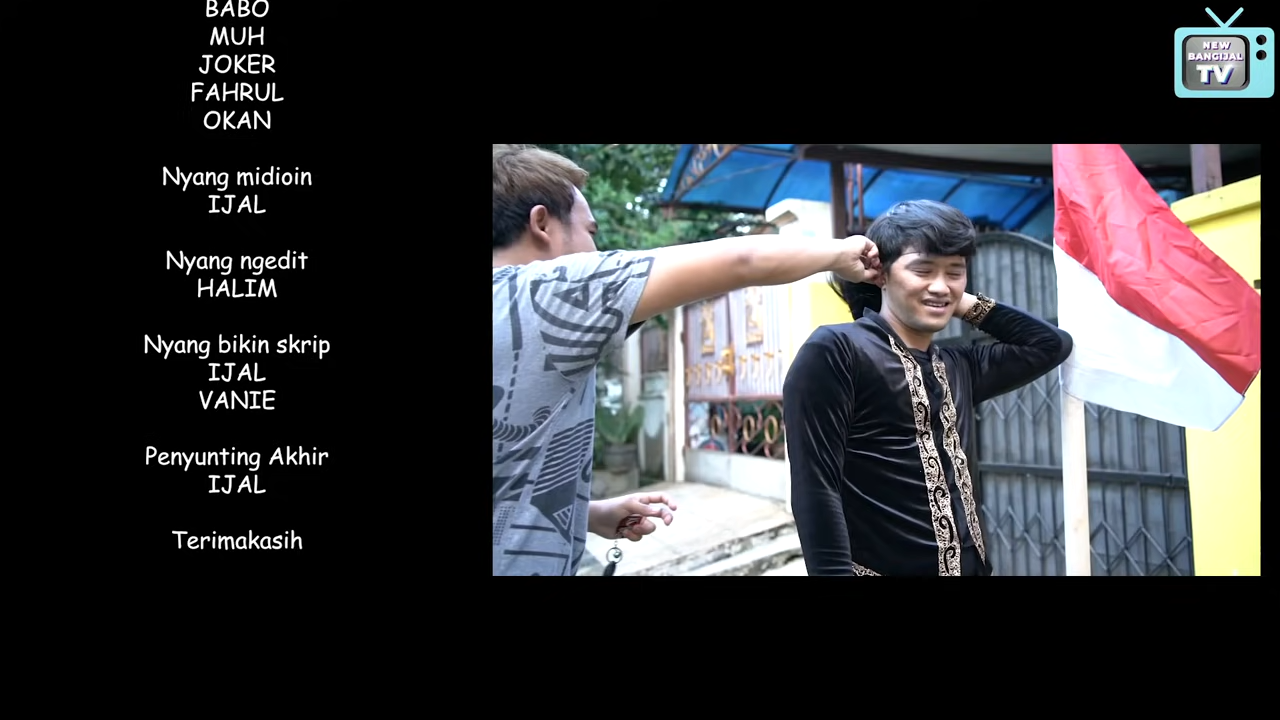 BABO
MUH
JOKER
FAHRUL
OKAN
Nyang midioin
IJAL
Nyang ngedit
HALIM
Nyang bikin skrip
IJAL
VANIE
Penyunting Akhir
IJAL
Terimakasih
NEW
BANGIJAL
TV